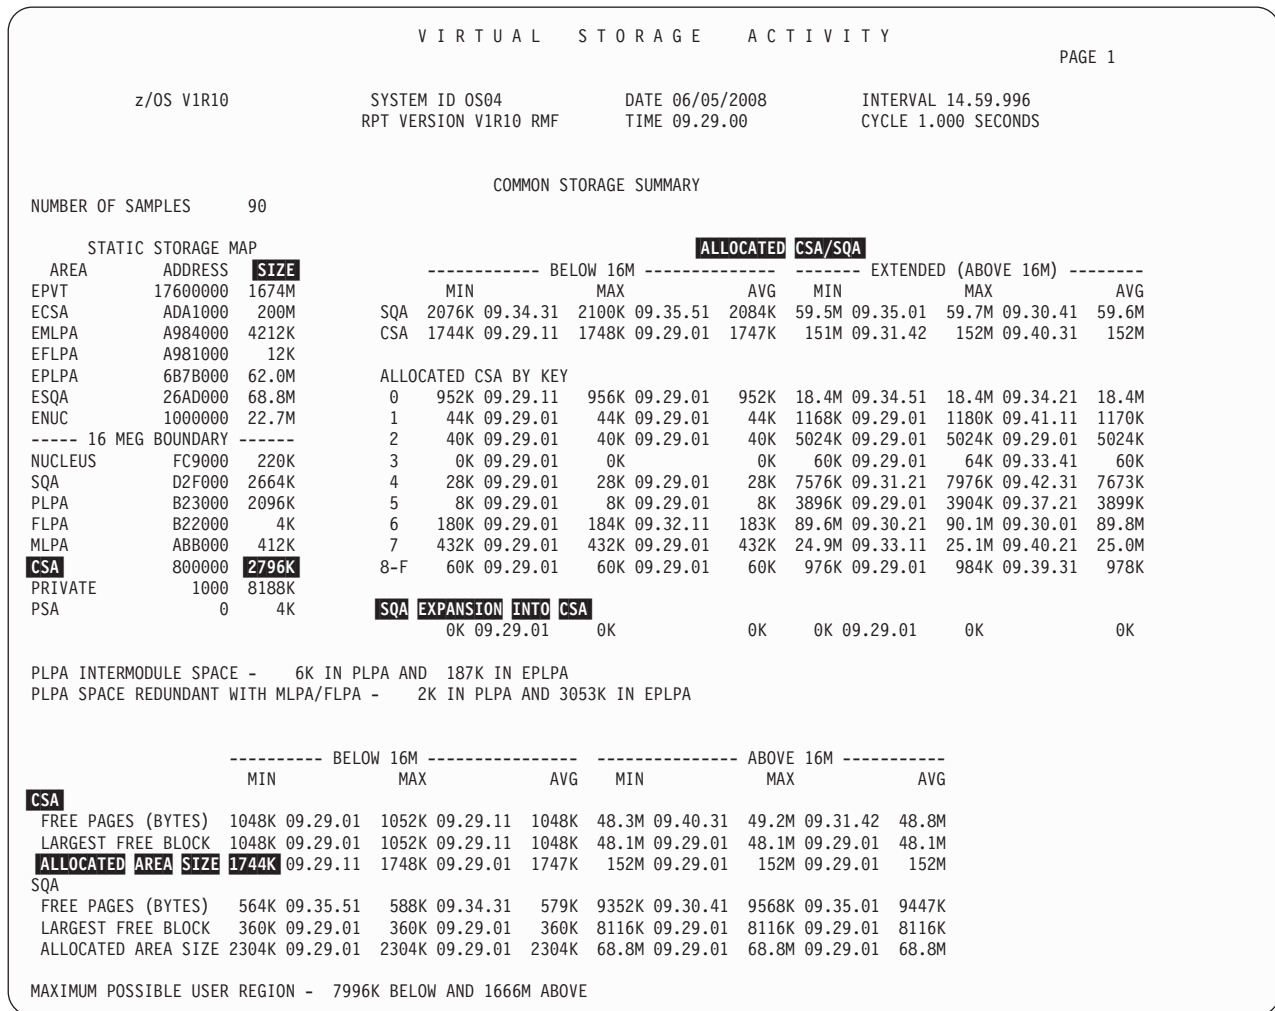 V I R T U A L   S T O R A G E   A C T I V I T Y
PAGE 1
z/OS V1R10 SYSTEM ID OS04 DATE 06/05/2008 INTERVAL 14.59.996
RPT VERSION V1R10 RMF TIME 09.29.00 CYCLE 1.000 SECONDS
COMMON STORAGE SUMMARY
NUMBER OF SAMPLES 90
STATIC STORAGE MAP ALLOCATED CSA/SQA
AREA ADDRESS SIZE ------------ BELOW 16M -------------- ------- EXTENDED (ABOVE 16M) --------
EPVT 17600000 1674M MIN MAX AVG MIN MAX AVG
ECSA ADA1000 200M SQA 2076K 09.34.31 2100K 09.35.51 2084K 59.5M 09.35.01 59.7M 09.30.41 59.6M
EMLPA A984000 4212K CSA 1744K 09.29.11 1748K 09.29.01 1747K 151M 09.31.42 152M 09.40.31 152M
EFLPA A981000 12K
EPLPA 6B7B000 62.0M ALLOCATED CSA BY KEY
ESQA 26AD000 68.8M 0 952K 09.29.11 956K 09.29.01 952K 18.4M 09.34.51 18.4M 09.34.21 18.4M
ENUC 1000000 22.7M 1 44K 09.29.01 44K 09.29.01 44K 1168K 09.29.01 1180K 09.41.11 1170K
----- 16 MEG BOUNDARY ------ 2 40K 09.29.01 40K 09.29.01 40K 5024K 09.29.01 5024K 09.29.01 5024K
NUCLEUS FC9000 220K 3 0K 09.29.01 0K 0K 60K 09.29.01 64K 09.33.41 60K
SQA D2F000 2664K 4 28K 09.29.01 28K 09.29.01 28K 7576K 09.31.21 7976K 09.42.31 7673K
PLPA B23000 2096K 5 8K 09.29.01 8K 09.29.01 8K 3896K 09.29.01 3904K 09.37.21 3899K
FLPA B22000 4K 6 180K 09.29.01 184K 09.32.11 183K 89.6M 09.30.21 90.1M 09.30.01 89.8M
MLPA ABB000 412K 7 432K 09.29.01 432K 09.29.01 432K 24.9M 09.33.11 25.1M 09.40.21 25.0M
CSA 800000 2796K 8-F 60K 09.29.01 60K 09.29.01 60K 976K 09.29.01 984K 09.39.31 978K
PRIVATE 1000 8188K
PSA 0 4K SQA EXPANSION INTO CSA
0K 09.29.01 0K 0K 0K 09.29.01 0K 0K
PLPA INTERMODULE SPACE - 6K IN PLPA AND 187K IN EPLPA
PLPA SPACE REDUNDANT WITH MLPA/FLPA - 2K IN PLPA AND 3053K IN EPLPA
---------- BELOW 16M ---------------- --------------- ABOVE 16M -----------
MIN MAX AVG MIN MAX AVG
CSA
FREE PAGES (BYTES) 1048K 09.29.01 1052K 09.29.11 1048K 48.3M 09.40.31 49.2M 09.31.42 48.8M
LARGEST FREE BLOCK 1048K 09.29.01 1052K 09.29.11 1048K 48.1M 09.29.01 48.1M 09.29.01 48.1M
ALLOCATED AREA SIZE 1744K 09.29.11 1748K 09.29.01 1747K 152M 09.29.01 152M 09.29.01 152M
SQA
FREE PAGES (BYTES) 564K 09.35.51 588K 09.34.31 579K 9352K 09.30.41 9568K 09.35.01 9447K
LARGEST FREE BLOCK 360K 09.29.01 360K 09.29.01 360K 8116K 09.29.01 8116K 09.29.01 8116K
ALLOCATED AREA SIZE 2304K 09.29.01 2304K 09.29.01 2304K 68.8M 09.29.01 68.8M 09.29.01 68.8M
MAXIMUM POSSIBLE USER REGION - 7996K BELOW AND 1666M ABOVE